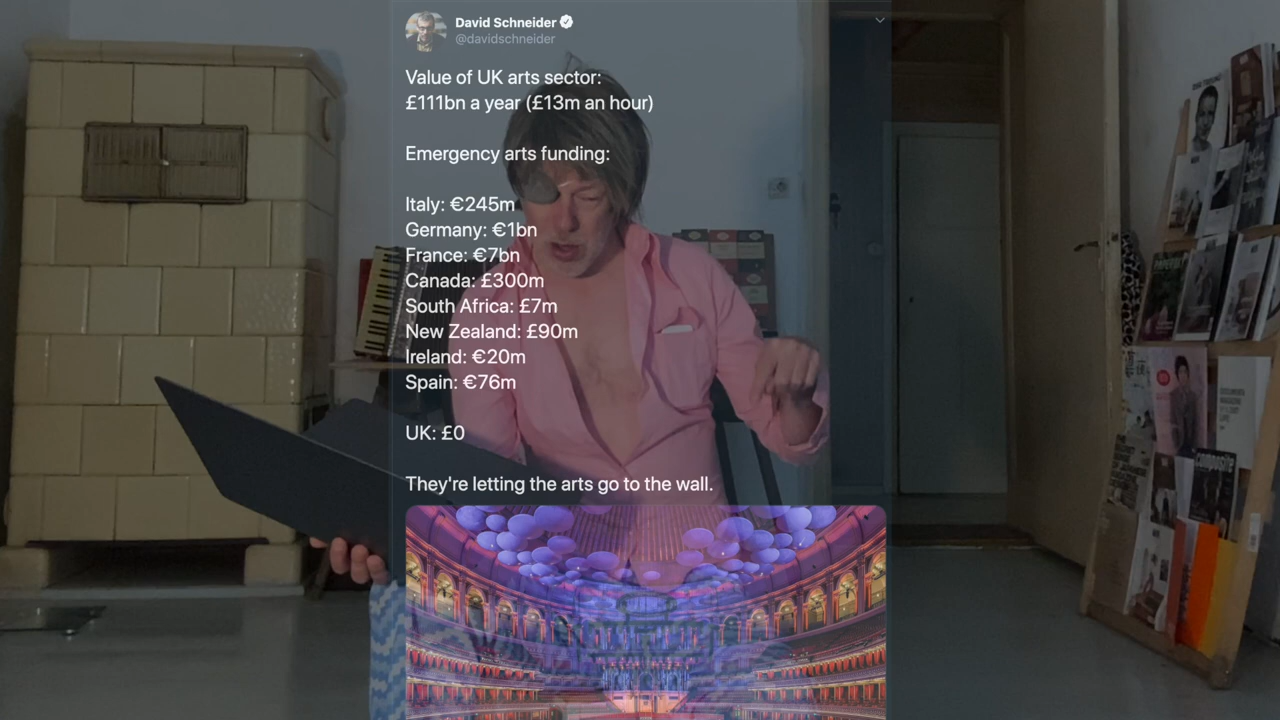 David Schneider
@davidschneider
Value of UK arts sector:
£111bn a year (£13m an hour)
Emergency arts funding:
Italy: €245m
Germany: €1bn
France: €7bn
Canada: £300m
South Africa: £7m
New Zealand: £90m
Ireland: €20m
Spain: €76m
UK: £0
They're letting the arts go to the wall.
composite